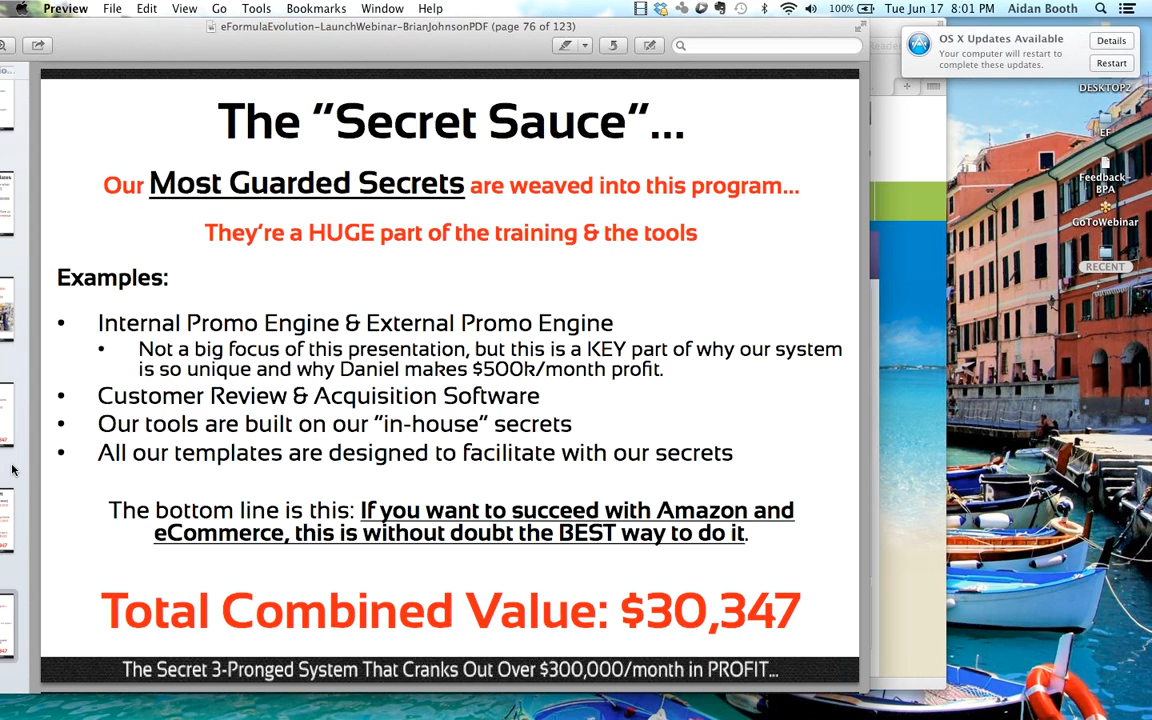 Preview File Edit View Go Tools Bookmarks Window Help 100% Tue Jun 17 8:01 PM Aidan Booth
eFormulaEvolution-LaunchWebinar-BrianJohnsonPDF (page 76 of 123)
OS X Updates Available
Your computer will restart to
complete these updates.
Details
Restart
DESKTOP2
EF
Feedback-
BPA
GoToWebinar
RECENT
The "Secret Sauce"...
Our Most Guarded Secrets are weaved into this program...
They're a HUGE part of the training & the tools
Examples:
• Internal Promo Engine & External Promo Engine
• Not a big focus of this presentation, but this is a KEY part of why our system
is so unique and why Daniel makes $500k/month profit.
• Customer Review & Acquisition Software
• Our tools are built on our "in-house" secrets
• All our templates are designed to facilitate with our secrets
The bottom line is this: If you want to succeed with Amazon and
eCommerce, this is without doubt the BEST way to do it.
Total Combined Value: $30,347
The Secret 3-Pronged System That Cranks Out Over $300,000/month in PROFIT...